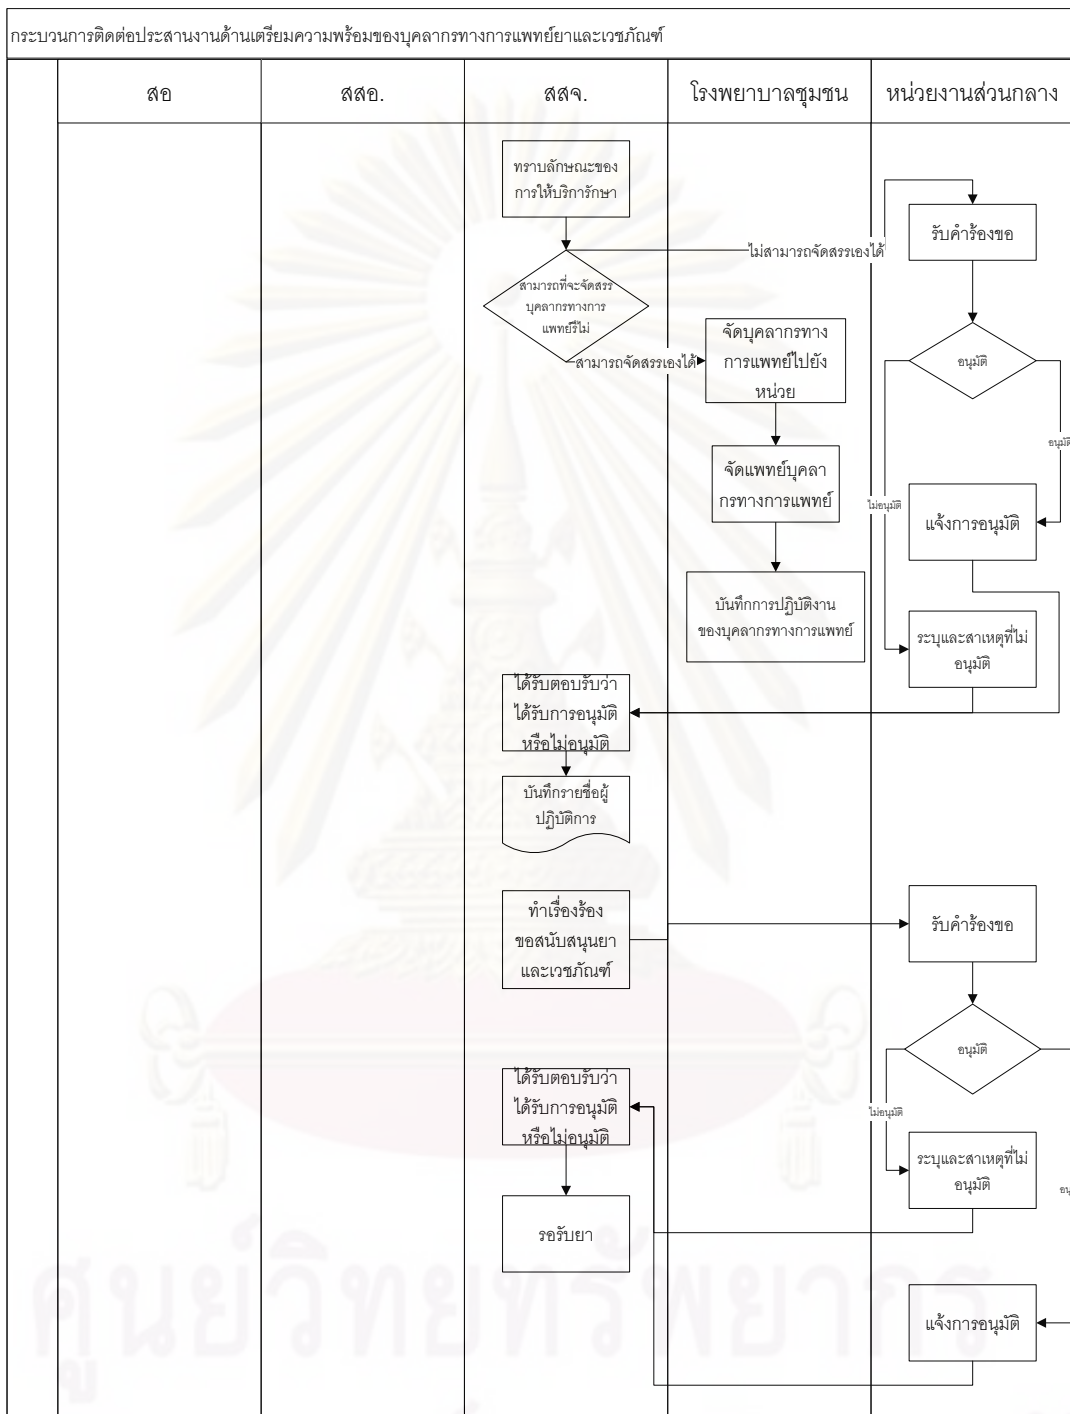 กระบวนการติดต่อประสานงานด้านเตรียมความพร้อมของบุคลากรทางการแพทย์ยาและเวชภัณฑ์
สอ
สสอ.
สสจ.
โรงพยาบาลชุมชน
หน่วยงานส่วนกลาง
ทราบลักษณะของ
การให้บริการักษา
รับคำร้องขอ
ไม่สามารถจัดสรรเองได้
สามารถที่จะจัดสรร
บุคลากรทางการ
แพทย์รึไม่
สามารถจัดสรรเองได้
จัดบุคลากรทาง
การแพทย์ไปยัง
หน่วย
อนุมัติ
อนุมัติ
จัดแพทย์บุคลา
กรทางการแพทย์
ไม่อนุมัติ
แจ้งการอนุมัติ
บันทึกการปฏิบัติงาน
ของบุคลากรทางการแพทย์
ระบุและสาเหตุที่ไม่
อนุมัติ
ได้รับตอบรับว่า
ได้รับการอนุมัติ
หรือไม่อนุมัติ
บันทึกรายชื่อผู้
ปฏิบัติการ
ทำเรื่องร้อง
ขอสนับสนุนยา
และเวชภัณฑ์
รับคำร้องขอ
อนุมัติ
ได้รับตอบรับว่า
ได้รับการอนุมัติ
หรือไม่อนุมัติ
ไม่อนุมัติ
ระบุและสาเหตุที่ไม่
อนุมัติ
รอรับยา
แจ้งการอนุมัติ
ศูนย์วิทยทรัพยากร